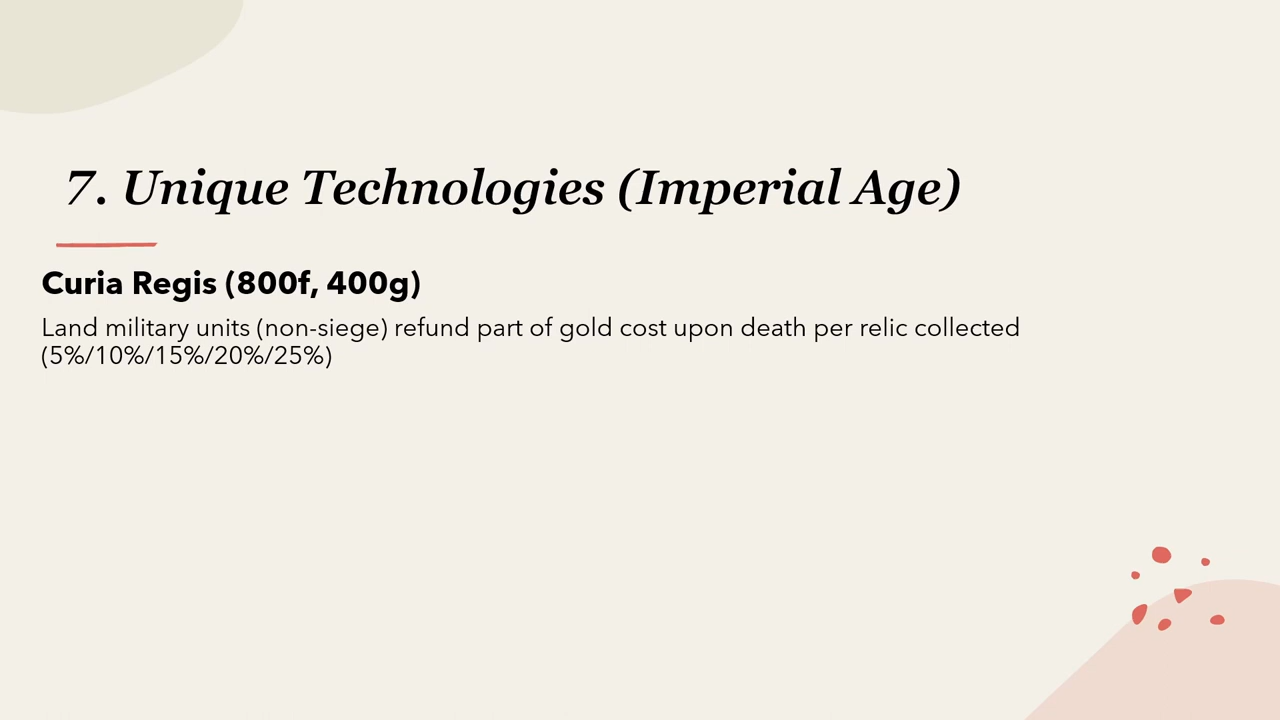 7. Unique Technologies (Imperial Age)
Curia Regis (800f, 400g)
Land military units (non-siege) refund part of gold cost upon death per relic collected
(5%/10%/15%/20%/25%)